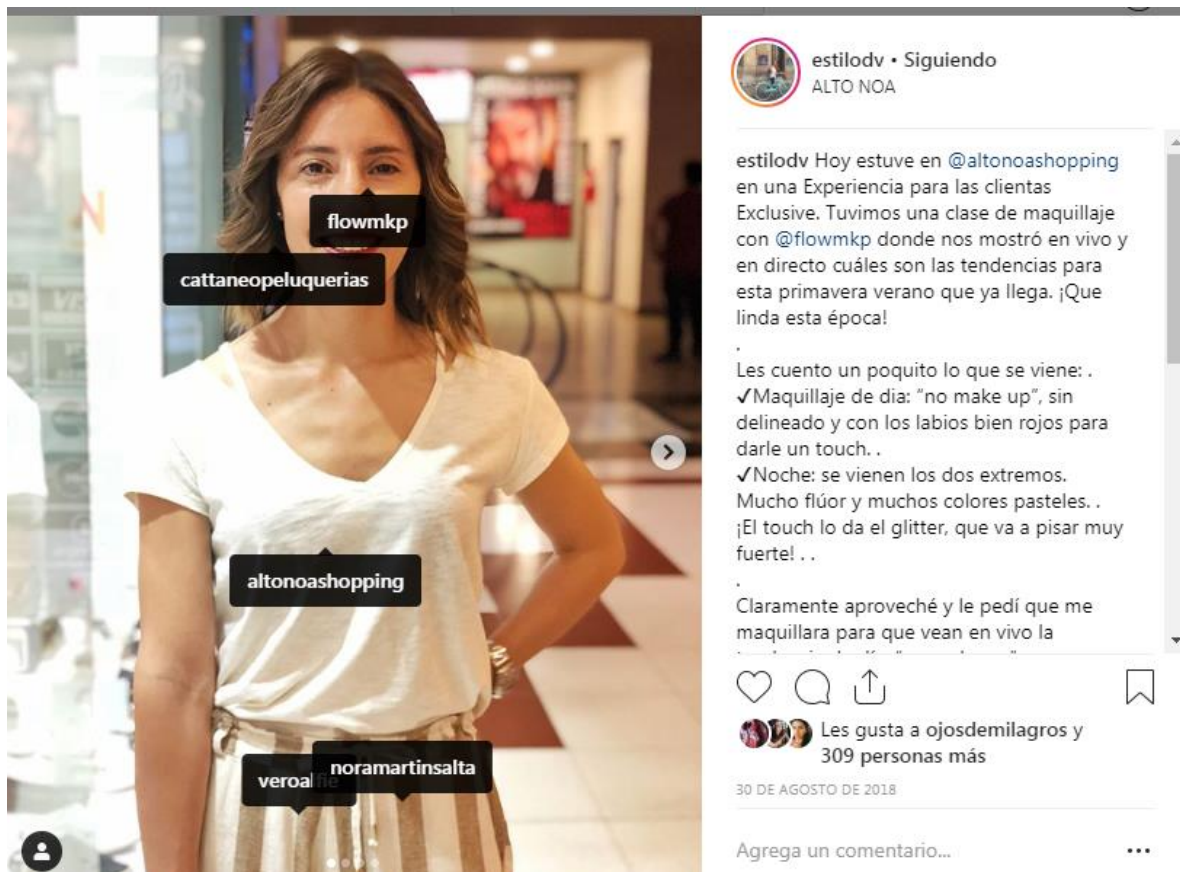 estilodv • Siguiendo
ALTO NOA
estilodv Hoy estuve en @altonoashopping
en una Experiencia para las clientas
Exclusive. Tuvimos una clase de maquillaje
con @flowmkp donde nos mostró en vivo y
en directo cuáles son las tendencias para
esta primavera verano que ya llega. ¡Que
linda esta época!
.
Les cuento un poquito lo que se viene: .
✓Maquillaje de dia: “no make up”, sin
delineado y con los labios bien rojos para
darle un touch. .
✓Noche: se vienen los dos extremos.
Mucho flúor y muchos colores pasteles. .
¡El touch lo da el glitter, que va a pisar muy
fuerte! . .
.
Claramente aproveché y le pedí que me
maquillara para que vean en vivo la
Les gusta a ojosdemilagros y
309 personas más
30 DE AGOSTO DE 2018
Agrega un comentario...
flowmkp
cattaneopeluquerias
altonoashopping
noramartinsalta
N